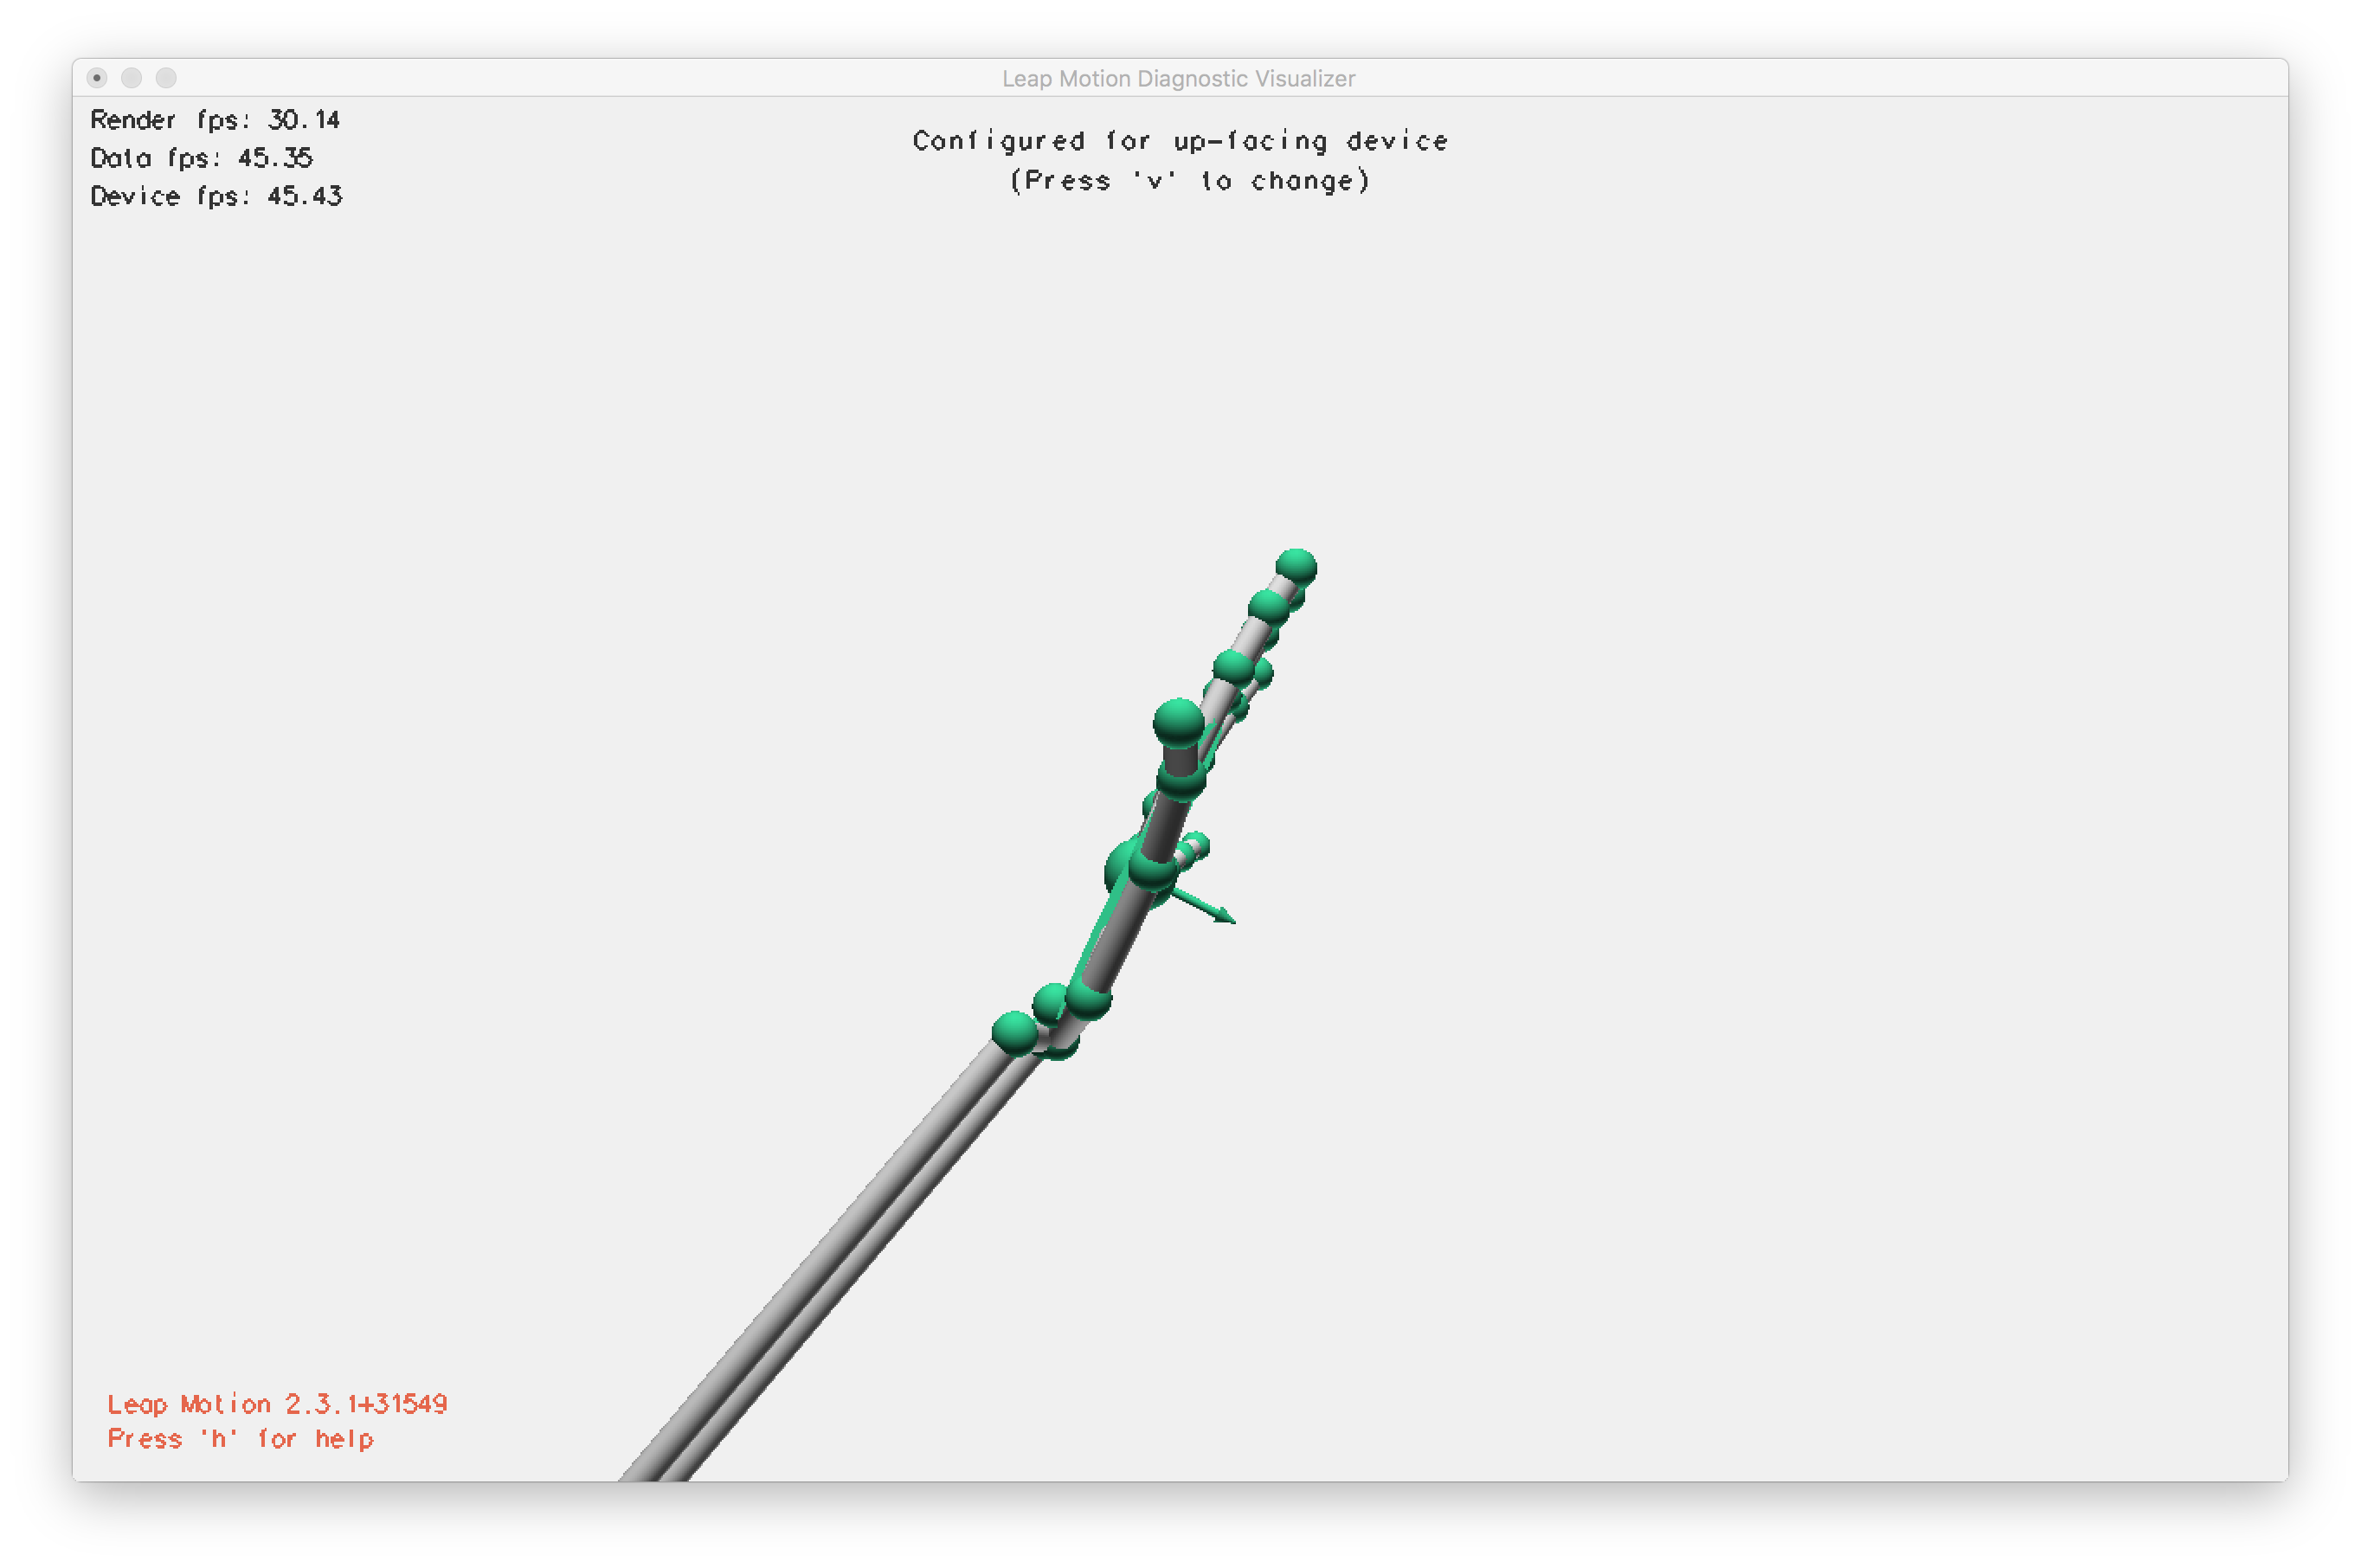 Leap Motion Diagnostic Visualizer
Render fps: 30.14
Data fps: 45.35
Device fps: 45.43
Configured for up-facing device
(Press 'v' to change)
Leap Motion 2.3.1+31549
Press 'h' for help